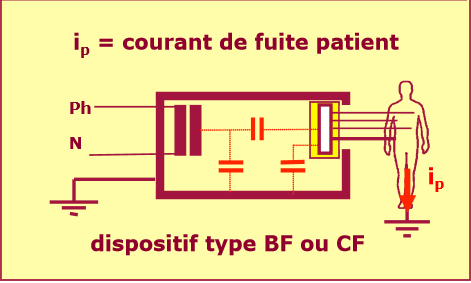 ip = courant de fuite patient
Ph
N
ip
dispositif type BF ou CF